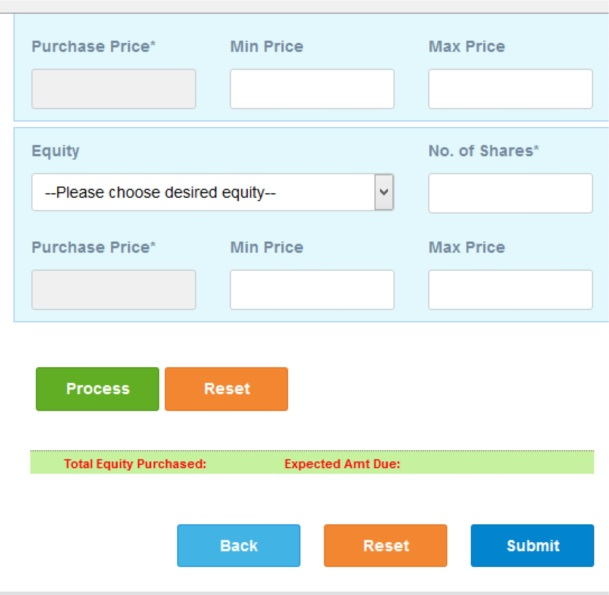 Purchase Price* Min Price Max Price
Equity No. of Shares*
--Please choose desired equity--
Purchase Price* Min Price Max Price
Process Reset
Total Equity Purchased: Expected Amt Due:
Back Reset Submit